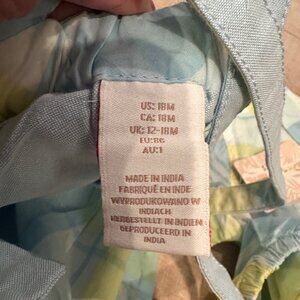 US: 18M
CA: 18M
UK: 12-18M
EU: 86
AU: 1
MADE IN INDIA
FABRIQUÉ EN INDE
WYPRODUKOWANO W
INDIACH
HERGESTELLT IN INDIEN
GEPRODUCEERD IN
INDIA